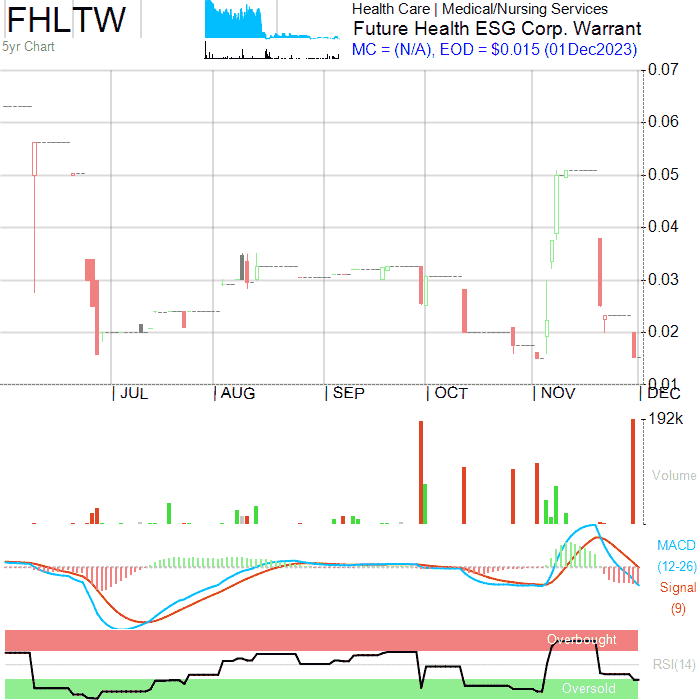 FHLTW
5yr Chart
Health Care | Medical/Nursing Services
Future Health ESG Corp. Warrant
MC = (N/A), EOD = $0.015 (01Dec2023)
0.07
0.06
0.05
0.04
0.03
0.02
0.01
| JUL | AUG | SEP | OCT | NOV | DEC
192k
Volume
MACD
(12-26)
Signal
(9)
Overbought
RSI(14)
Oversold